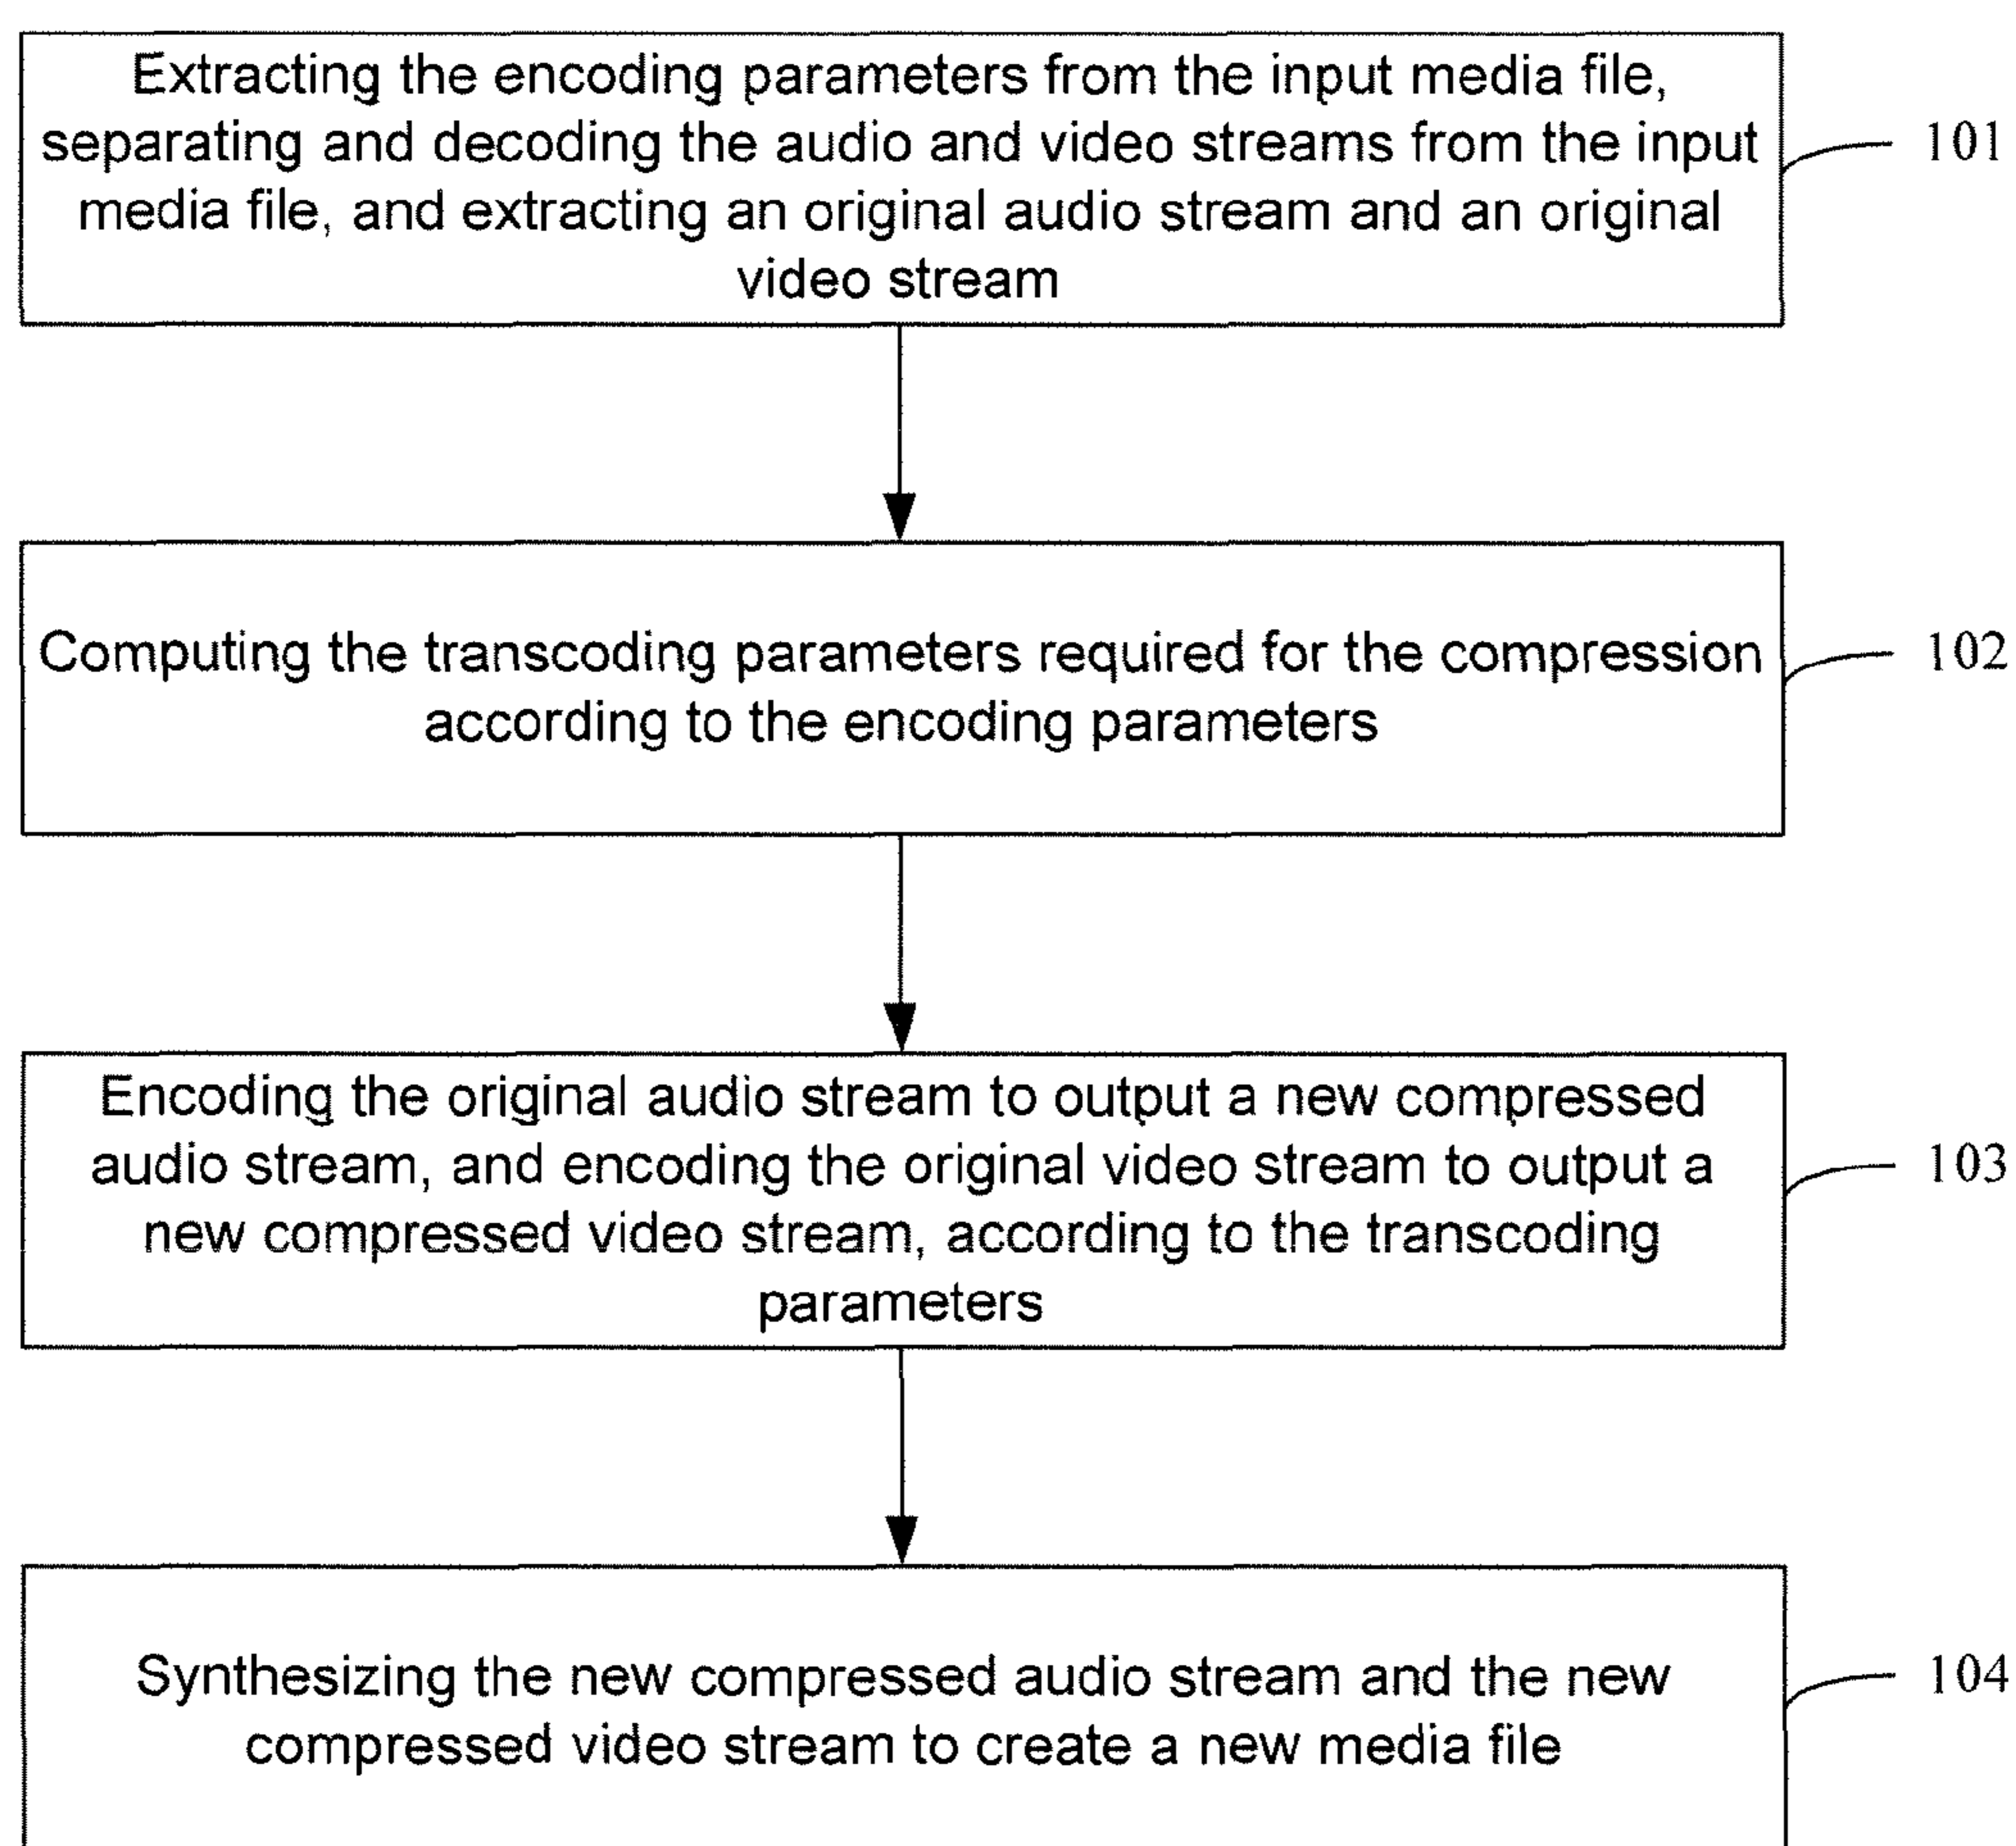 Extracting the encoding parameters from the input media file,
separating and decoding the audio and video streams from the input
media file, and extracting an original audio stream and an original
video stream
101
Computing the transcoding parameters required for the compression
according to the encoding parameters
102
Encoding the original audio stream to output a new compressed
audio stream, and encoding the original video stream to output a
new compressed video stream, according to the transcoding
parameters
103
Synthesizing the new compressed audio stream and the new
compressed video stream to create a new media file
104